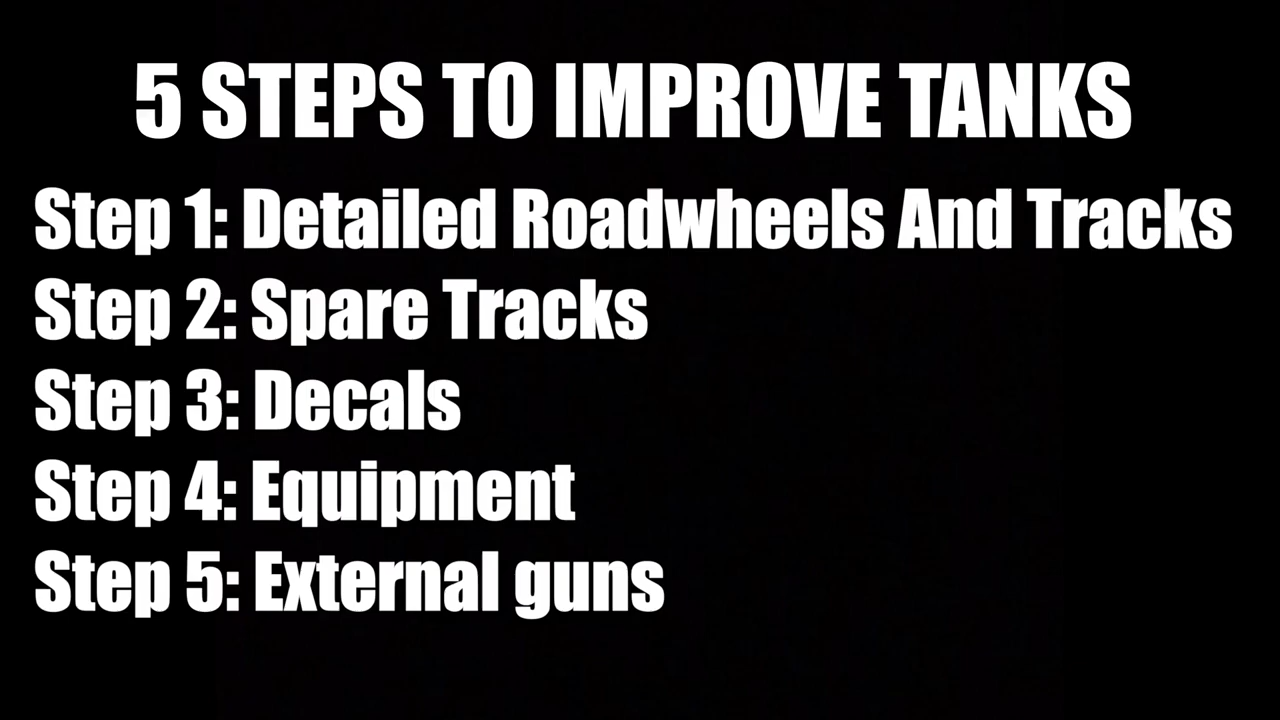 5 STEPS TO IMPROVE TANKS
Step 1: Detailed Roadwheels And Tracks
Step 2: Spare Tracks
Step 3: Decals
Step 4: Equipment
Step 5: External guns